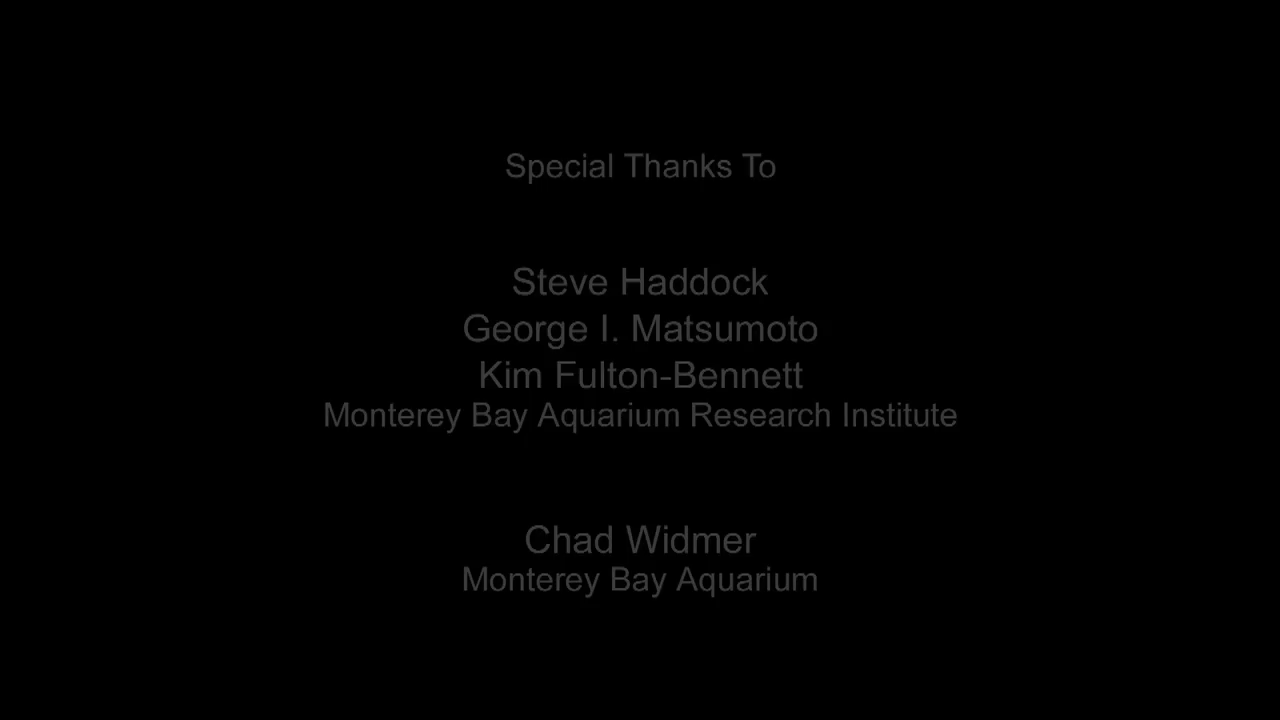 Special Thanks To
Steve Haddock
George I. Matsumoto
Kim Fulton-Bennett
Monterey Bay Aquarium Research Institute
Chad Widmer
Monterey Bay Aquarium